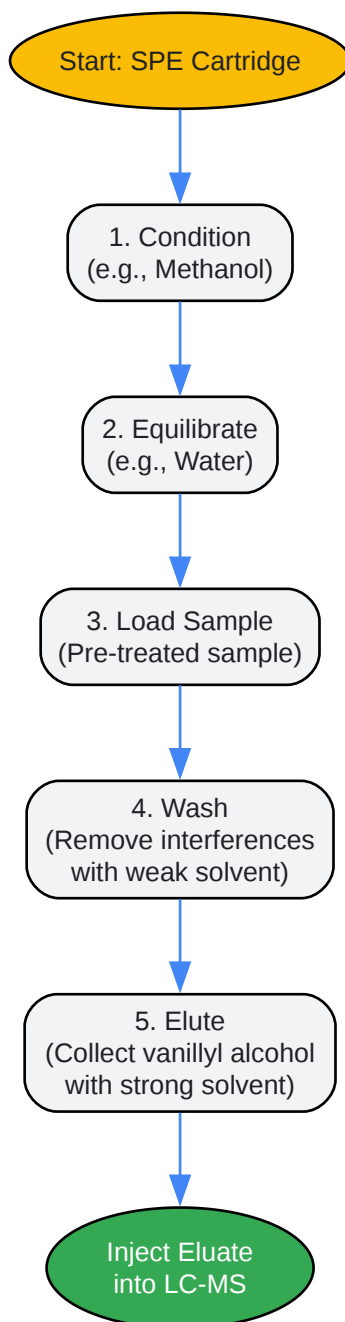 Start: SPE Cartridge
1. Condition
(e.g., Methanol)
2. Equilibrate
(e.g., Water)
3. Load Sample
(Pre-treated sample)
4. Wash
(Remove interferences
with weak solvent)
5. Elute
(Collect vanillyl alcohol
with strong solvent)
Inject Eluate
into LC-MS